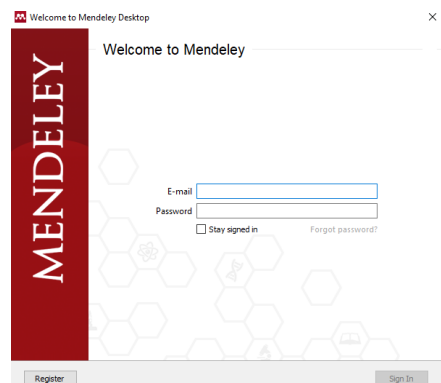 Welcome to Mendeley Desktop
Welcome to Mendeley
MENDELEY
E-mail
Password
Stay signed in
Forgot password?
Register
Sign In